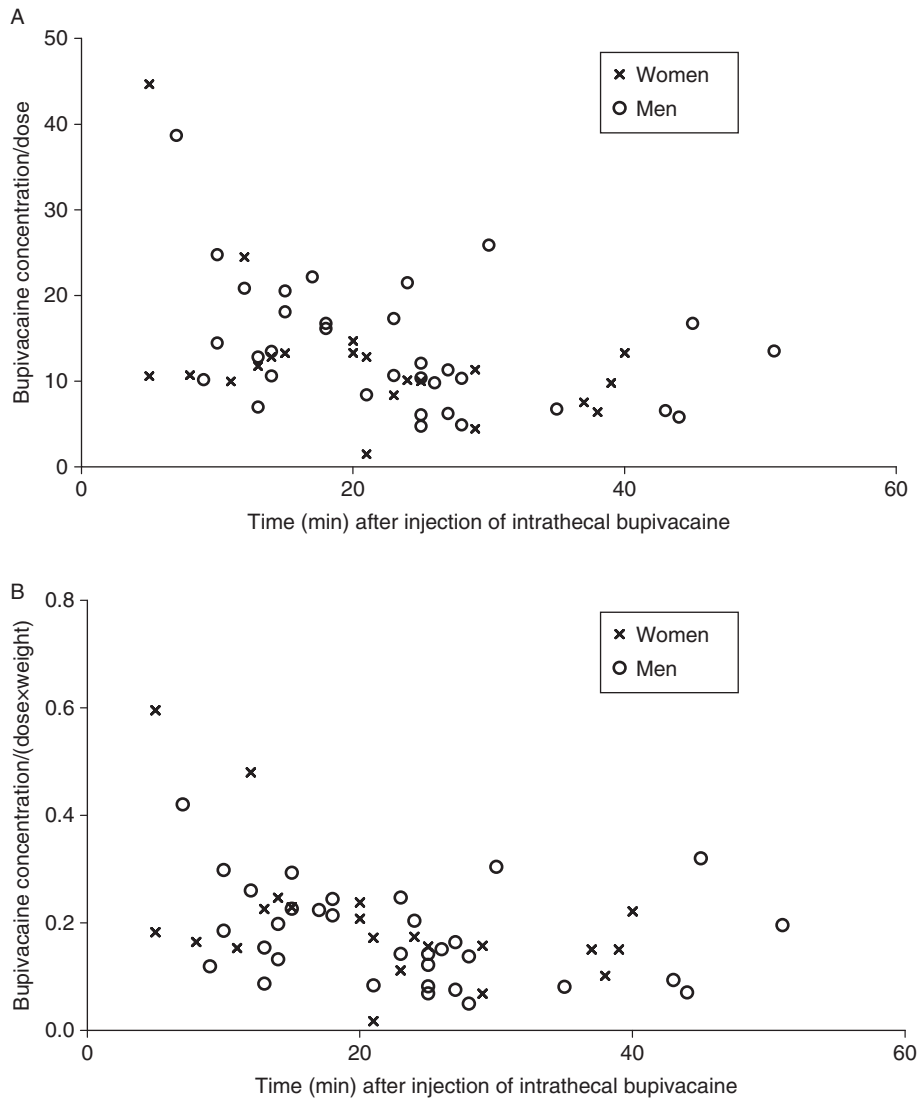 A
50
40
30
20
10
0
Bupivacaine concentration/dose
Women
Men
0 20 40 60
Time (min) after injection of intrathecal bupivacaine
B
0.8
0.6
0.4
0.2
0.0
Bupivacaine concentration/(dose×weight)
Women
Men
0 20 40 60
Time (min) after injection of intrathecal bupivacaine